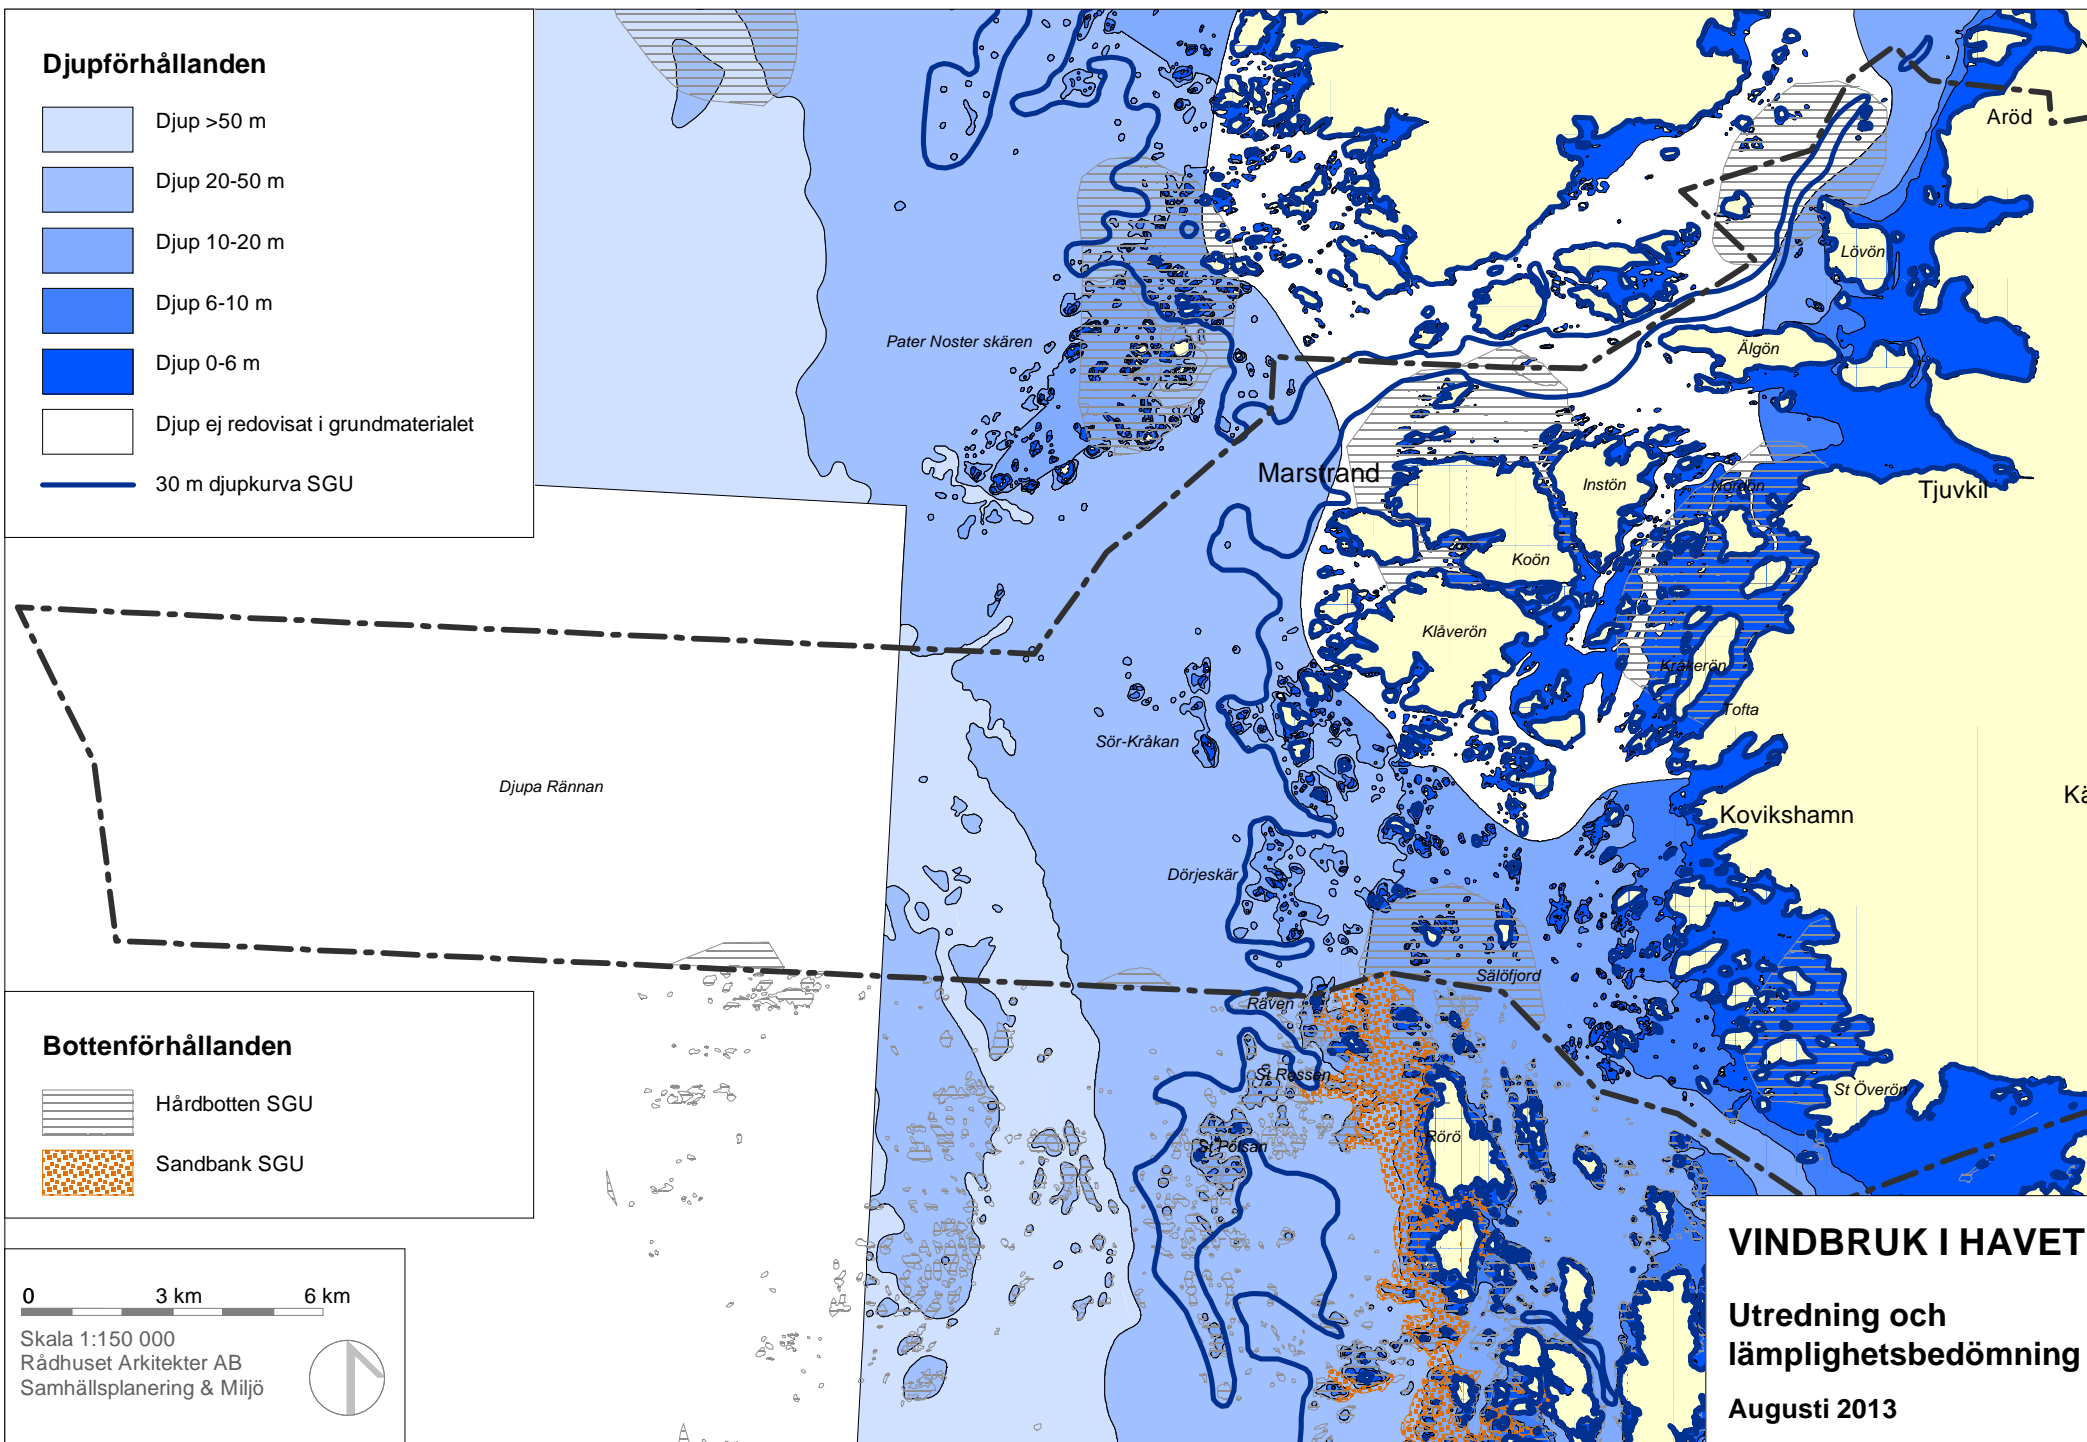 Djupförhållanden
Djup >50 m
Djup 20-50 m
Djup 10-20 m
Djup 6-10 m
Djup 0-6 m
Djup ej redovisat i grundmaterialet
30 m djupkurva SGU
Aröd
Lövön
Pater Noster skären
Älgön
Marstrand
Instön
Nordön
Tjuvkil
Koön
Klåverön
Kråkerön
Tofta
Sör-Kråkan
Djupa Rännan
Kä
Kovikshamn
Dörjeskär
Sälöfjord
Räven
St Rossen
St Överön
Rörö
St Pölsan
Bottenförhållanden
Hårdbotten SGU
Sandbank SGU
0 3 km 6 km
Skala 1:150 000
Rådhuset Arkitekter AB
Samhällsplanering & Miljö
VINDBRUK I HAVET
Utredning och
lämplighetsbedömning
Augusti 2013